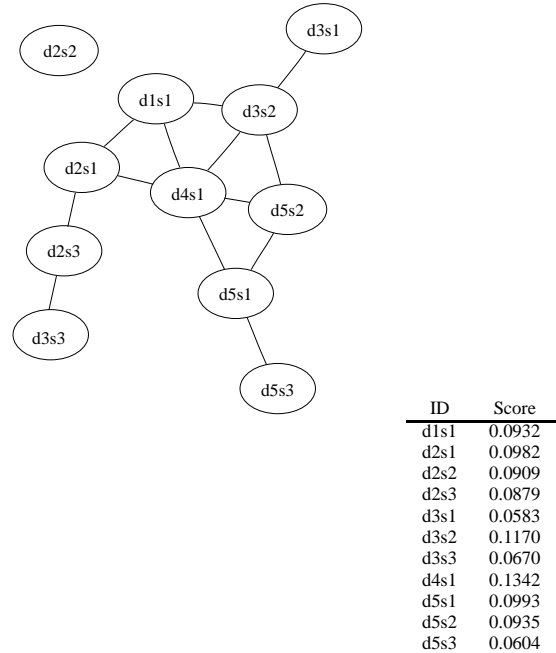 d3s1
d2s2
d1s1
d3s2
d2s1
d4s1
d5s2
d2s3
d5s1
d3s3
d5s3
ID Score
d1s1 0.0932
d2s1 0.0982
d2s2 0.0909
d2s3 0.0879
d3s1 0.0583
d3s2 0.1170
d3s3 0.0670
d4s1 0.1342
d5s1 0.0993
d5s2 0.0935
d5s3 0.0604